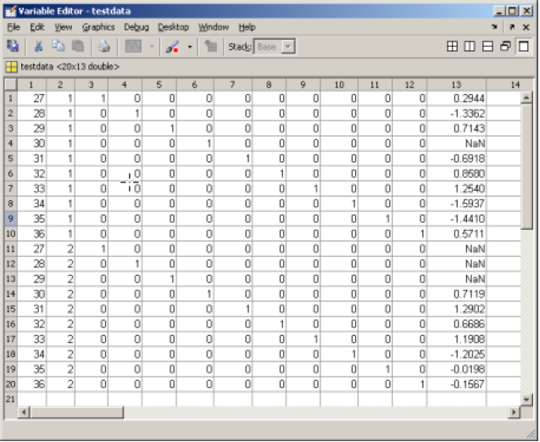 Variable Editor - testdata
File Edit View Graphics Debug Desktop Window Help
Stack: Base
testdata <20x13 double>
1 2 3 4 5 6 7 8 9 10 11 12 13 14
1 27 1 1 0 0 0 0 0 0 0 0 0 0.2944
2 28 1 0 1 0 0 0 0 0 0 0 0 -1.3362
3 29 1 0 0 1 0 0 0 0 0 0 0 0.7143
4 30 1 0 0 0 1 0 0 0 0 0 0 NaN
5 31 1 0 0 0 0 1 0 0 0 0 0 -0.6918
6 32 1 0 0 0 0 0 1 0 0 0 0 0.8580
7 33 1 0 0 0 0 0 0 1 0 0 0 1.2540
8 34 1 0 0 0 0 0 0 0 1 0 0 -1.5937
9 35 1 0 0 0 0 0 0 0 0 1 0 -1.4410
10 36 1 0 0 0 0 0 0 0 0 0 1 0.5711
11 27 2 1 0 0 0 0 0 0 0 0 0 NaN
12 28 2 0 1 0 0 0 0 0 0 0 0 NaN
13 29 2 0 0 1 0 0 0 0 0 0 0 NaN
14 30 2 0 0 0 1 0 0 0 0 0 0 0.7119
15 31 2 0 0 0 0 1 0 0 0 0 0 1.2902
16 32 2 0 0 0 0 0 1 0 0 0 0 0.6686
17 33 2 0 0 0 0 0 0 1 0 0 0 1.1908
18 34 2 0 0 0 0 0 0 0 1 0 0 -1.2025
19 35 2 0 0 0 0 0 0 0 0 1 0 -0.0198
20 36 2 0 0 0 0 0 0 0 0 0 1 -0.1567
21